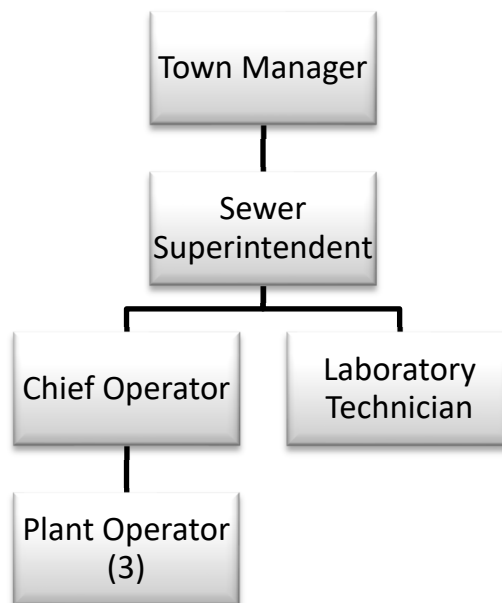 Town Manager
Sewer
Superintendent
Chief Operator
Laboratory
Technician
Plant Operator
(3)